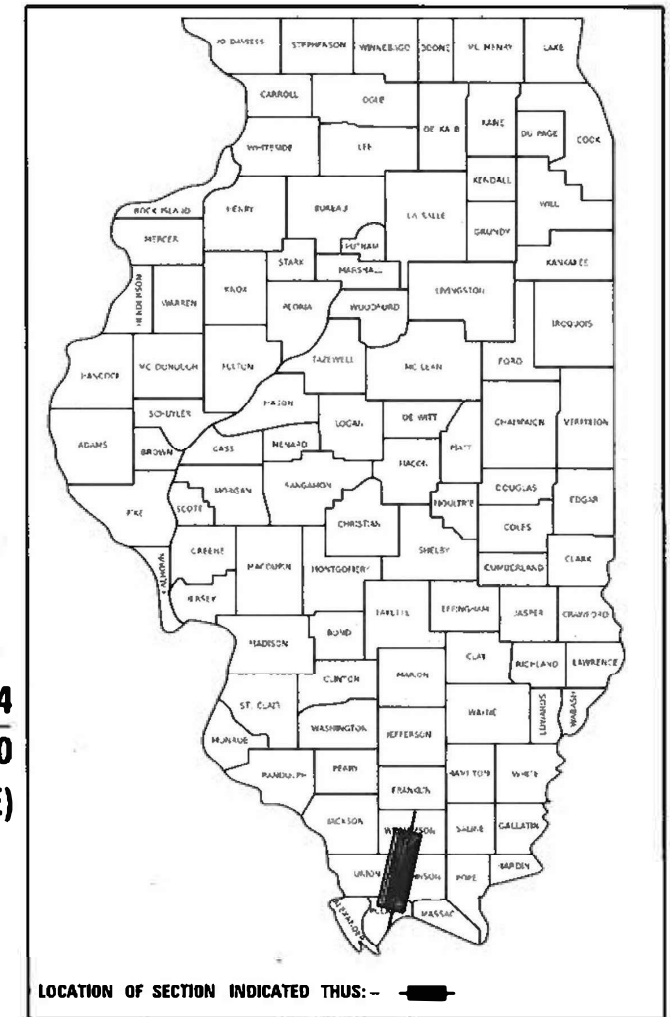 STEPHENSON WINNEBAGO BOONE MC HENRY LAKE
CARROLL OGLE DE KALB KANE DU PAGE COOK
WHITESIDE LEE KENDALL WILL
ROCK ISLAND HENRY BUREAU LA SALLE GRUNDY
MERCER PUTNAM KANKAKEE
STARK MARSHALL
HENDERSON WARREN KNOX PEORIA WOODFORD LIVINGSTON IROQUOIS
HANCOCK MC DONOUGH FULTON TAZEWELL MC LEAN FORD
SCHUYLER MASON LOGAN DE WITT CHAMPAIGN VERMILION
ADAMS BROWN CASS MENARD MACON PIATT
PIKE SCOTT MORGAN SANGAMON MOULTRIE DOUGLAS EDGAR
CHRISTIAN COLES
CALHOUN GREENE MACOUPIN MONTGOMERY SHELBY CUMBERLAND CLARK
JERSEY FAYETTE EFFINGHAM JASPER CRAWFORD
MADISON BOND CLAY RICHLAND LAWRENCE
CLINTON MARION
4
ST. CLAIR WAYNE EDWARDS WABASH
0
MONROE WASHINGTON JEFFERSON
RANDOLPH PERRY HAMILTON WHITE
E)
FRANKLIN
JACKSON SALINE GALLATIN
UNION POPE HARDIN
ALEXANDER MASSAC
LOCATION OF SECTION INDICATED THUS: -